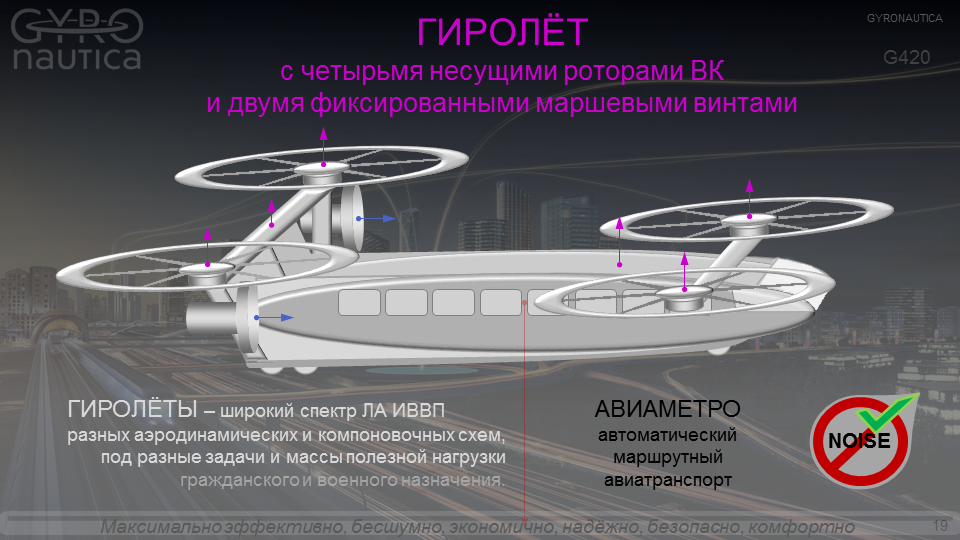 GYRO
nautica
GYRONAUTICA
G420
ГИРОЛЁТ
с четырьмя несущими роторами ВК
и двумя фиксированными маршевыми винтами
ГИРОЛЁТЫ – широкий спектр ЛА ИВВП
разных аэродинамических и компоновочных схем,
под разные задачи и массы полезной нагрузки
гражданского и военного назначения.
АВИАМЕТРО
автоматический
маршрутный
авиатранспорт
NOISE
Максимально эффективно, бесшумно, экономично, надёжно, безопасно, комфортно
19